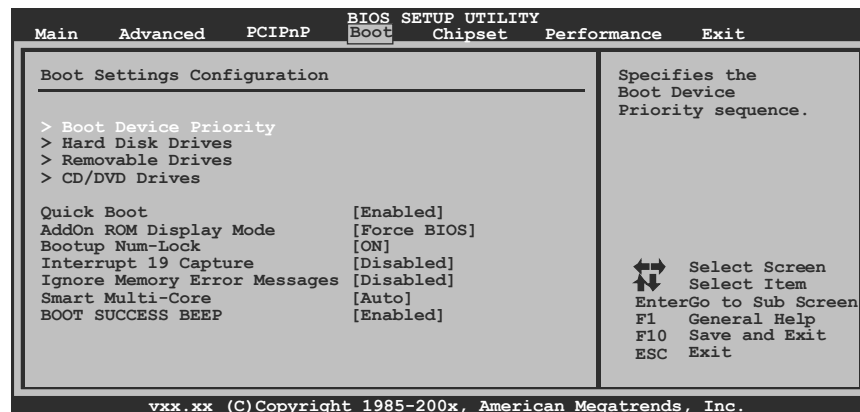 BIOS SETUP UTILITY
Main Advanced PCIPnP Boot Chipset Performance Exit
Boot Settings Configuration
> Boot Device Priority
> Hard Disk Drives
> Removable Drives
> CD/DVD Drives
Quick Boot [Enabled]
AddOn ROM Display Mode [Force BIOS]
Bootup Num-Lock [ON]
Interrupt 19 Capture [Disabled]
Ignore Memory Error Messages [Disabled]
Smart Multi-Core [Auto]
BOOT SUCCESS BEEP [Enabled]
Specifies the
Boot Device
Priority sequence.
Select Screen
Select Item
EnterGo to Sub Screen
F1 General Help
F10 Save and Exit
ESC Exit
vxx.xx (C)Copyright 1985-200x, American Megatrends, Inc.